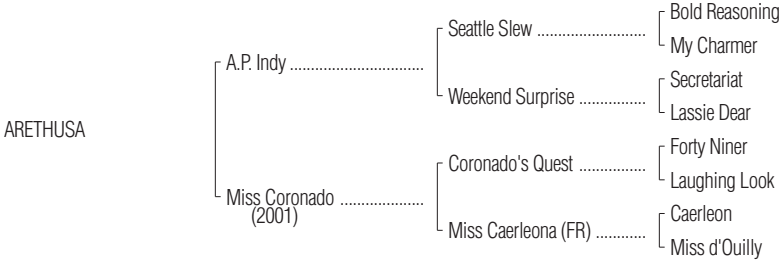 Bold Reasoning
Seattle Slew ..........................
My Charmer
A.P. Indy ................................
Secretariat
Weekend Surprise ................
Lassie Dear
ARETHUSA
Forty Niner
Coronado's Quest ................
Laughing Look
Miss Coronado ....................
(2001)
Caerleon
Miss Caerleona (FR) ............
Miss d'Ouilly